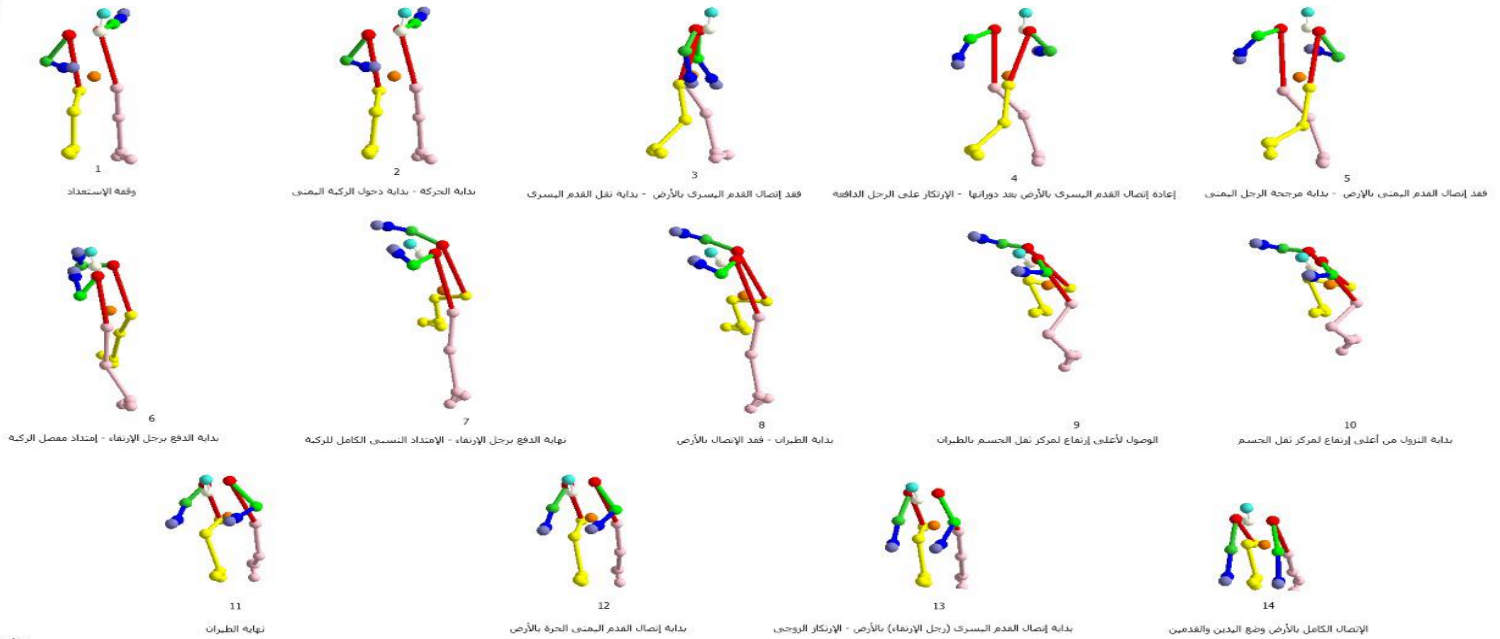 1
وقفة الإستعداد
2
بداية الحركة - بداية دخول الركبة اليمنى
3
فقد إتصال القدم اليسرى بالأرض - بداية نقل القدم اليسرى
4
إعادة إتصال القدم اليسرى بالأرض بعد دورانها - الإرتكاز على الرجل الدافعة
5
فقد إتصال القدم اليمنى بالإرض - بداية مرجحة الرجل اليمنى
6
بداية الدفع برجل الإرتقاء - إمتداد مفصل الركبة
7
نهاية الدفع برجل الإرتقاء - الإمتداد النسبى الكامل للركبة
8
بداية الطيران - فقد الإتصال بالأرض
9
الوصول لأعلى إرتفاع لمركز ثقل الجسم بالطيران
10
بداية النزول من أعلى إرتفاع لمركز ثقل الجسم
11
نهاية الطيران
12
بداية إتصال القدم اليمنى الحرة بالأرض
13
بداية إتصال القدم اليسرى (رجل الإرتقاء) بالأرض - الإرتكاز الزوجى
14
الإتصال الكامل بالأرض وضع اليدين والقدمين